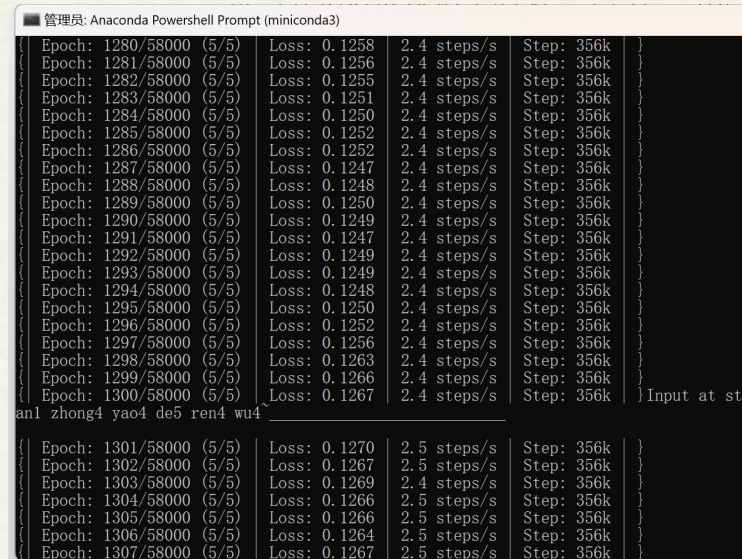 管理员: Anaconda Powershell Prompt (miniconda3)
{| Epoch: 1280/58000 (5/5) | Loss: 0.1258 | 2.4 steps/s | Step: 356k | }
{| Epoch: 1281/58000 (5/5) | Loss: 0.1256 | 2.4 steps/s | Step: 356k | }
{| Epoch: 1282/58000 (5/5) | Loss: 0.1255 | 2.4 steps/s | Step: 356k | }
{| Epoch: 1283/58000 (5/5) | Loss: 0.1251 | 2.4 steps/s | Step: 356k | }
{| Epoch: 1284/58000 (5/5) | Loss: 0.1250 | 2.4 steps/s | Step: 356k | }
{| Epoch: 1285/58000 (5/5) | Loss: 0.1252 | 2.4 steps/s | Step: 356k | }
{| Epoch: 1286/58000 (5/5) | Loss: 0.1252 | 2.4 steps/s | Step: 356k | }
{| Epoch: 1287/58000 (5/5) | Loss: 0.1247 | 2.4 steps/s | Step: 356k | }
{| Epoch: 1288/58000 (5/5) | Loss: 0.1248 | 2.4 steps/s | Step: 356k | }
{| Epoch: 1289/58000 (5/5) | Loss: 0.1250 | 2.4 steps/s | Step: 356k | }
{| Epoch: 1290/58000 (5/5) | Loss: 0.1249 | 2.4 steps/s | Step: 356k | }
{| Epoch: 1291/58000 (5/5) | Loss: 0.1247 | 2.4 steps/s | Step: 356k | }
{| Epoch: 1292/58000 (5/5) | Loss: 0.1249 | 2.4 steps/s | Step: 356k | }
{| Epoch: 1293/58000 (5/5) | Loss: 0.1249 | 2.4 steps/s | Step: 356k | }
{| Epoch: 1294/58000 (5/5) | Loss: 0.1248 | 2.4 steps/s | Step: 356k | }
{| Epoch: 1295/58000 (5/5) | Loss: 0.1250 | 2.4 steps/s | Step: 356k | }
{| Epoch: 1296/58000 (5/5) | Loss: 0.1252 | 2.4 steps/s | Step: 356k | }
{| Epoch: 1297/58000 (5/5) | Loss: 0.1256 | 2.4 steps/s | Step: 356k | }
{| Epoch: 1298/58000 (5/5) | Loss: 0.1263 | 2.4 steps/s | Step: 356k | }
{| Epoch: 1299/58000 (5/5) | Loss: 0.1266 | 2.4 steps/s | Step: 356k | }
{| Epoch: 1300/58000 (5/5) | Loss: 0.1267 | 2.4 steps/s | Step: 356k | }Input at st
an1 zhong4 yao4 de5 ren4 wu4~___________________________
{| Epoch: 1301/58000 (5/5) | Loss: 0.1270 | 2.5 steps/s | Step: 356k | }
{| Epoch: 1302/58000 (5/5) | Loss: 0.1267 | 2.5 steps/s | Step: 356k | }
{| Epoch: 1303/58000 (5/5) | Loss: 0.1269 | 2.4 steps/s | Step: 356k | }
{| Epoch: 1304/58000 (5/5) | Loss: 0.1266 | 2.5 steps/s | Step: 356k | }
{| Epoch: 1305/58000 (5/5) | Loss: 0.1266 | 2.5 steps/s | Step: 356k | }
{| Epoch: 1306/58000 (5/5) | Loss: 0.1264 | 2.5 steps/s | Step: 356k | }
{| Epoch: 1307/58000 (5/5) | Loss: 0.1267 | 2.5 steps/s | Step: 356k | }